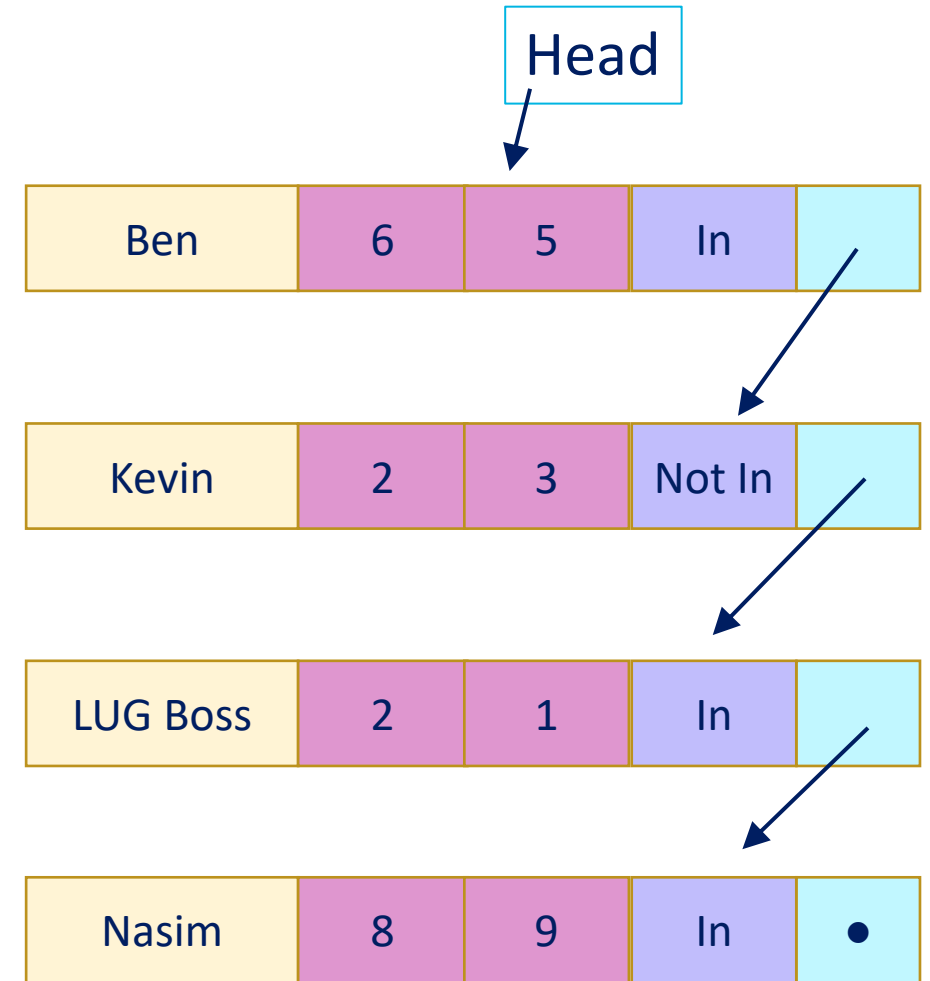 Head
Ben 6 5 In
Kevin 2 3 Not In
LUG Boss 2 1 In
Nasim 8 9 In